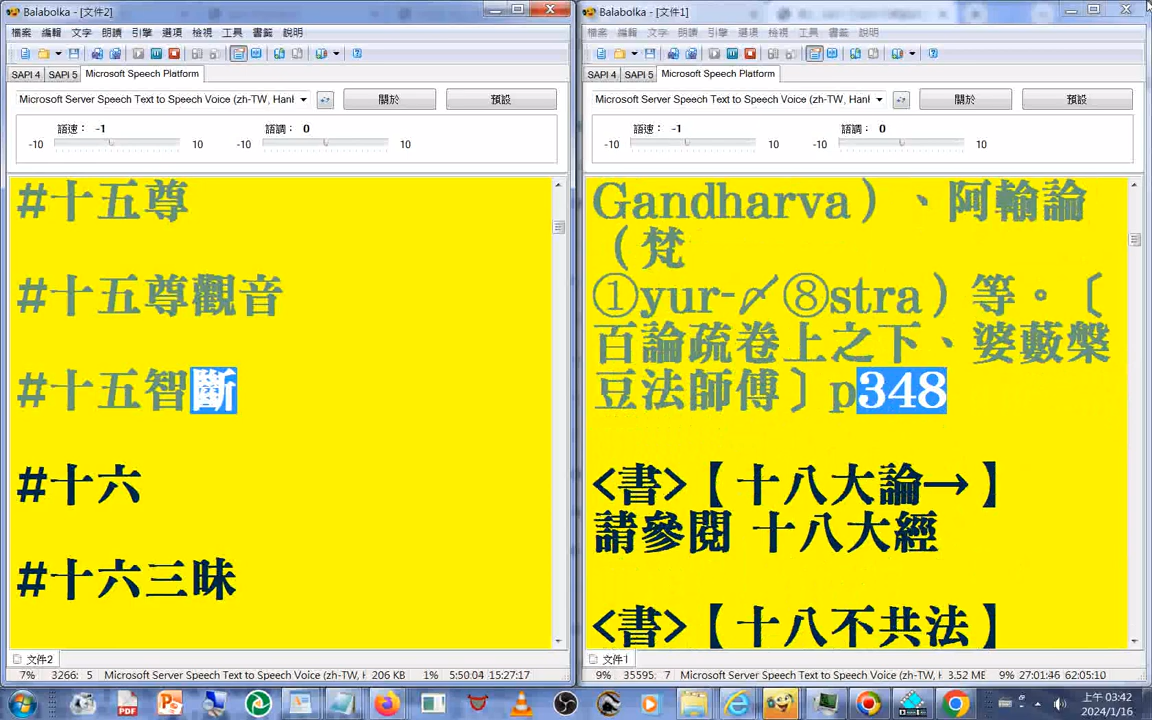 Balabolka - [文件2]
檔案 編輯 文字 朗讀 引擎 選項 檢視 工具 書籤 說明
SAPI 4 SAPI 5 Microsoft Speech Platform
Microsoft Server Speech Text to Speech Voice (zh-TW, Hanl
關於
預設
語速： -1
語調： 0
-10 10 -10 10
#十五尊
#十五尊觀音
#十五智斷
#十六
#十六三昧
文件2
7% 3266: 5 Microsoft Server Speech Text to Speech Voice (zh-TW, H 206 KB 1% 5:50:04 15:27:17
Balabolka - [文件1]
檔案 編輯 文字 朗讀 引擎 選項 檢視 工具 書籤 說明
SAPI 4 SAPI 5 Microsoft Speech Platform
Microsoft Server Speech Text to Speech Voice (zh-TW, Hanl
關於
預設
語速： -1
語調： 0
-10 10 -10 10
Gandharva）、阿輸論
（梵
①yur-〆⑧stra）等。〔
百論疏卷上之下、婆藪槃
豆法師傅〕p348
<書>【十八大論→】
請參閱 十八大經
<書>【十八不共法】
文件1
9% 35595: 7 Microsoft Server Speech Text to Speech Voice (zh-TW, H 3.52 MB 9% 27:01:46 62:05:10
上午 03:42
2024/1/16